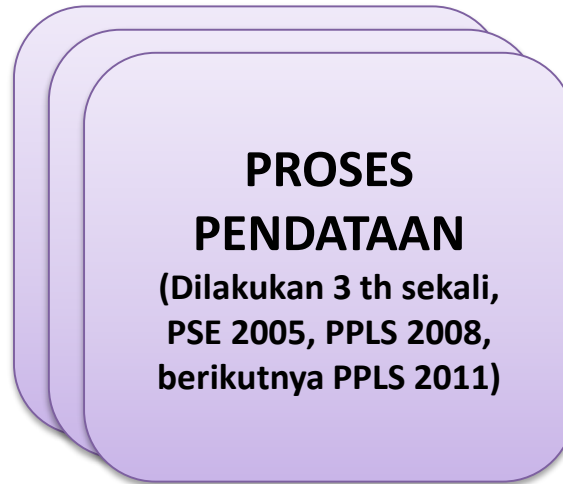 PROSES
PENDATAAN
(Dilakukan 3 th sekali,
PSE 2005, PPLS 2008,
berikutnya PPLS 2011)